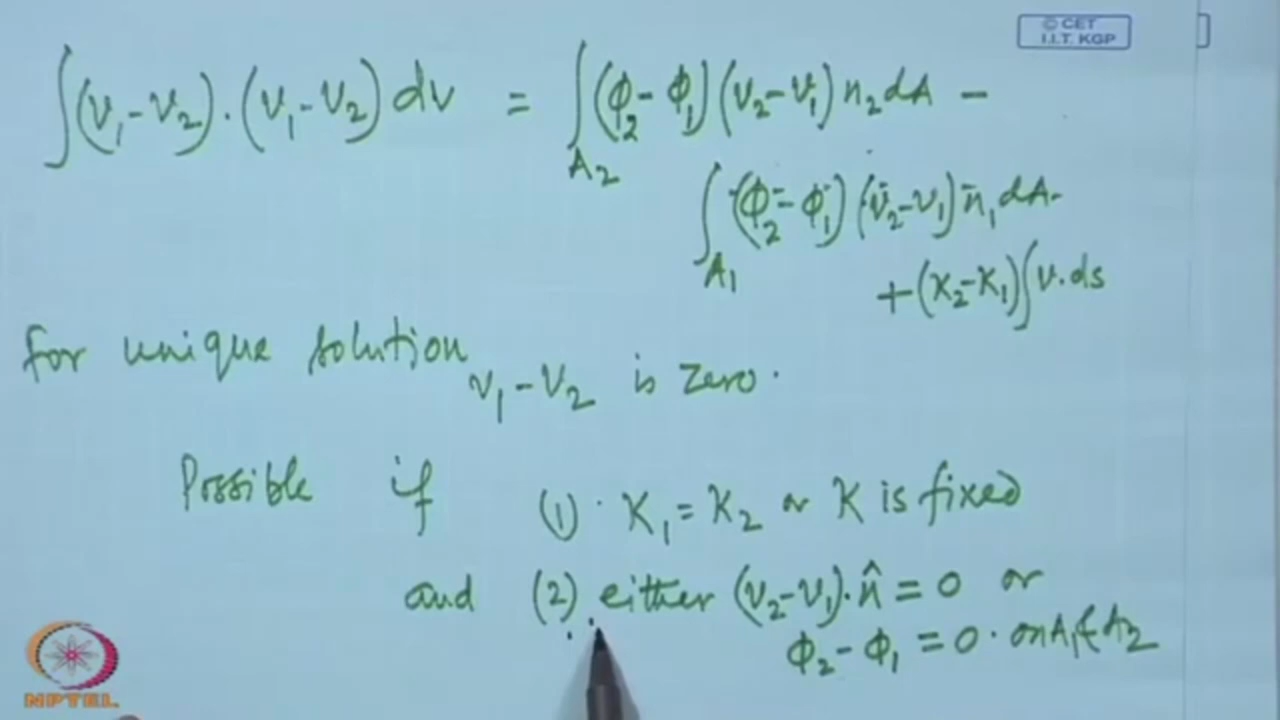 © CET
I.I.T. KGP
∫(V₁-V₂).(V₁-V₂) dv = ∫_A₂ (ϕ₂-ϕ₁)(V₂-V₁) n₂ dA -
∫_A₁ (ϕ₂-ϕ₁)(V₂-V₁) n₁ dA.
+(K₂-K₁)∫V.ds
For unique solution
V₁-V₂ is Zero.
Possible if (1) . K₁=K₂ or K is fixed
and (2) either (V₂-V₁).n̂ = 0 or
ϕ₂-ϕ₁ = 0. on A₁ & A₂
NPTEL